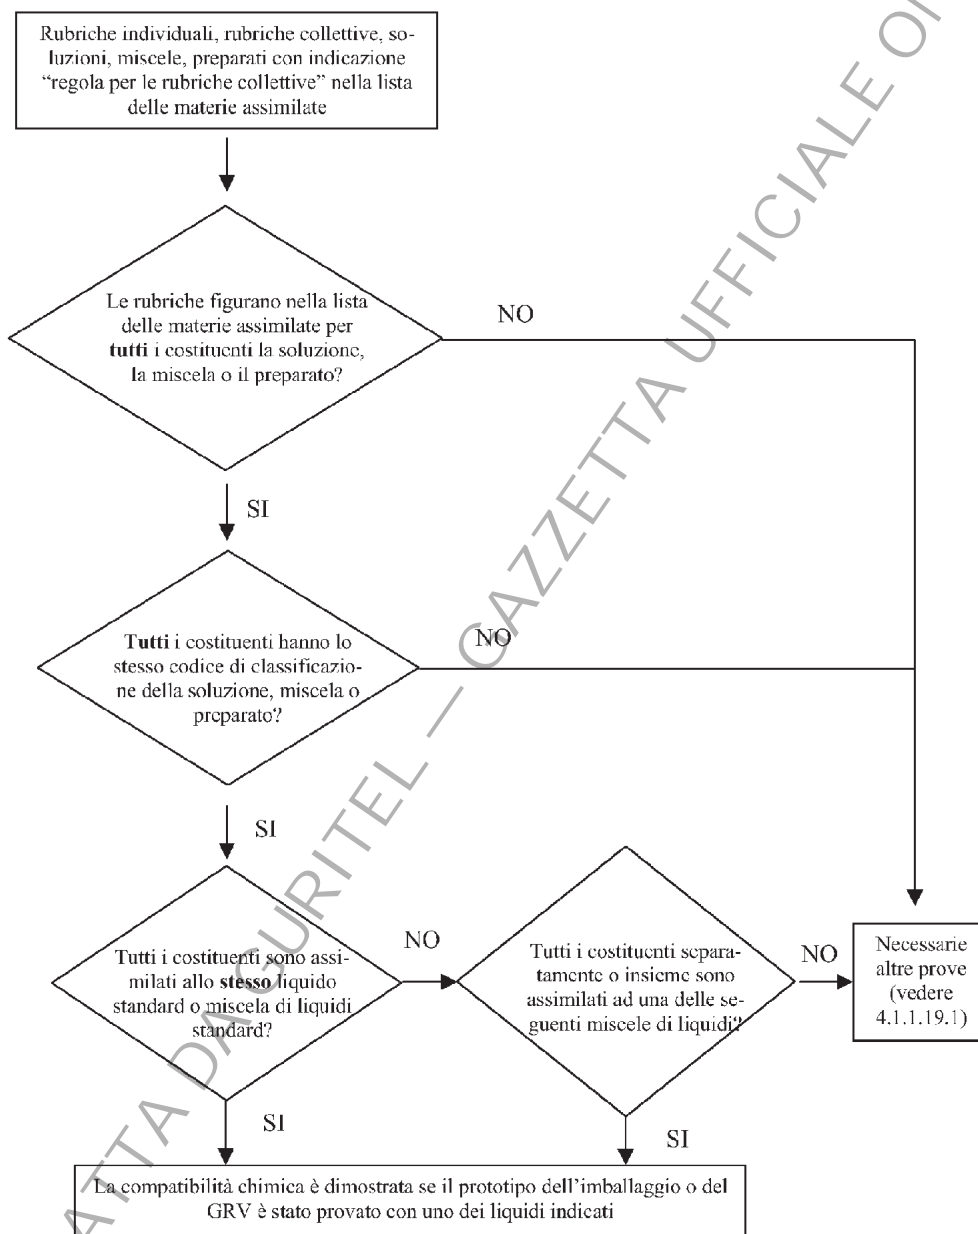 Rubriche individuali, rubriche collettive, so-
luzioni, miscele, preparati con indicazione
“regola per le rubriche collettive” nella lista
delle materie assimilate
Le rubriche figurano nella lista
delle materie assimilate per
tutti i costituenti la soluzione,
la miscela o il preparato?
NO
SI
Tutti i costituenti hanno lo
stesso codice di classificazio-
ne della soluzione, miscela o
preparato?
NO
SI
Tutti i costituenti sono assi-
milati allo stesso liquido
standard o miscela di liquidi
standard?
NO
Tutti i costituenti separa-
tamente o insieme sono
assimilati ad una delle se-
guenti miscele di liquidi?
NO
Necessarie
altre prove
(vedere
4.1.1.19.1)
SI
SI
La compatibilità chimica è dimostrata se il prototipo dell’imballaggio o del
GRV è stato provato con uno dei liquidi indicati
ATTA DA GURITEL — GAZZETTA UFFICIALE